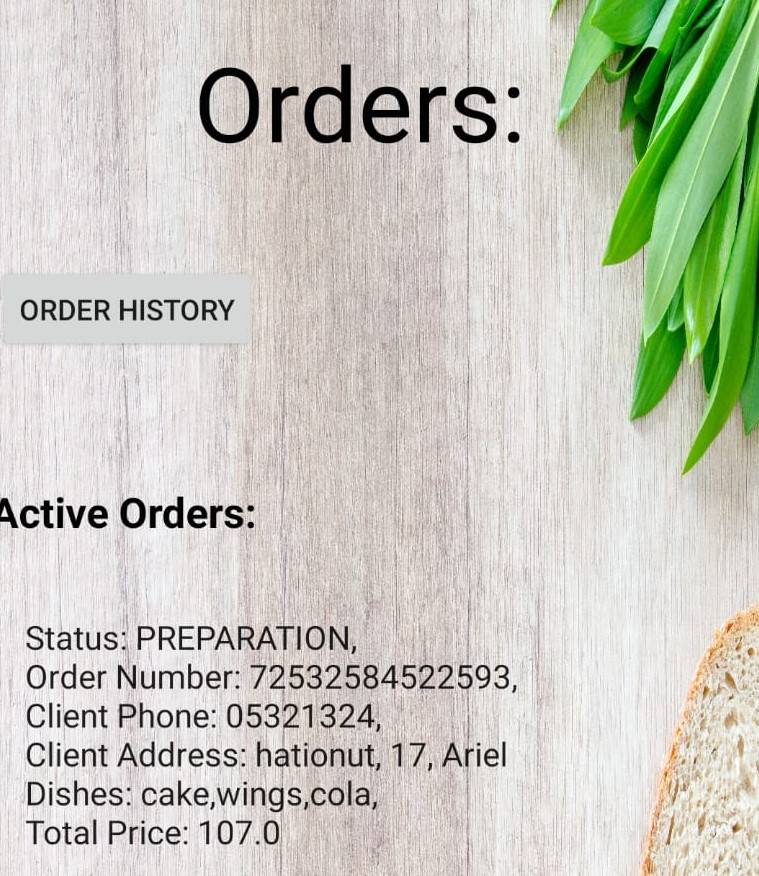 Orders:
ORDER HISTORY
Active Orders:
Status: PREPARATION,
Order Number: 72532584522593,
Client Phone: 05321324,
Client Address: hationut, 17, Ariel
Dishes: cake,wings,cola,
Total Price: 107.0